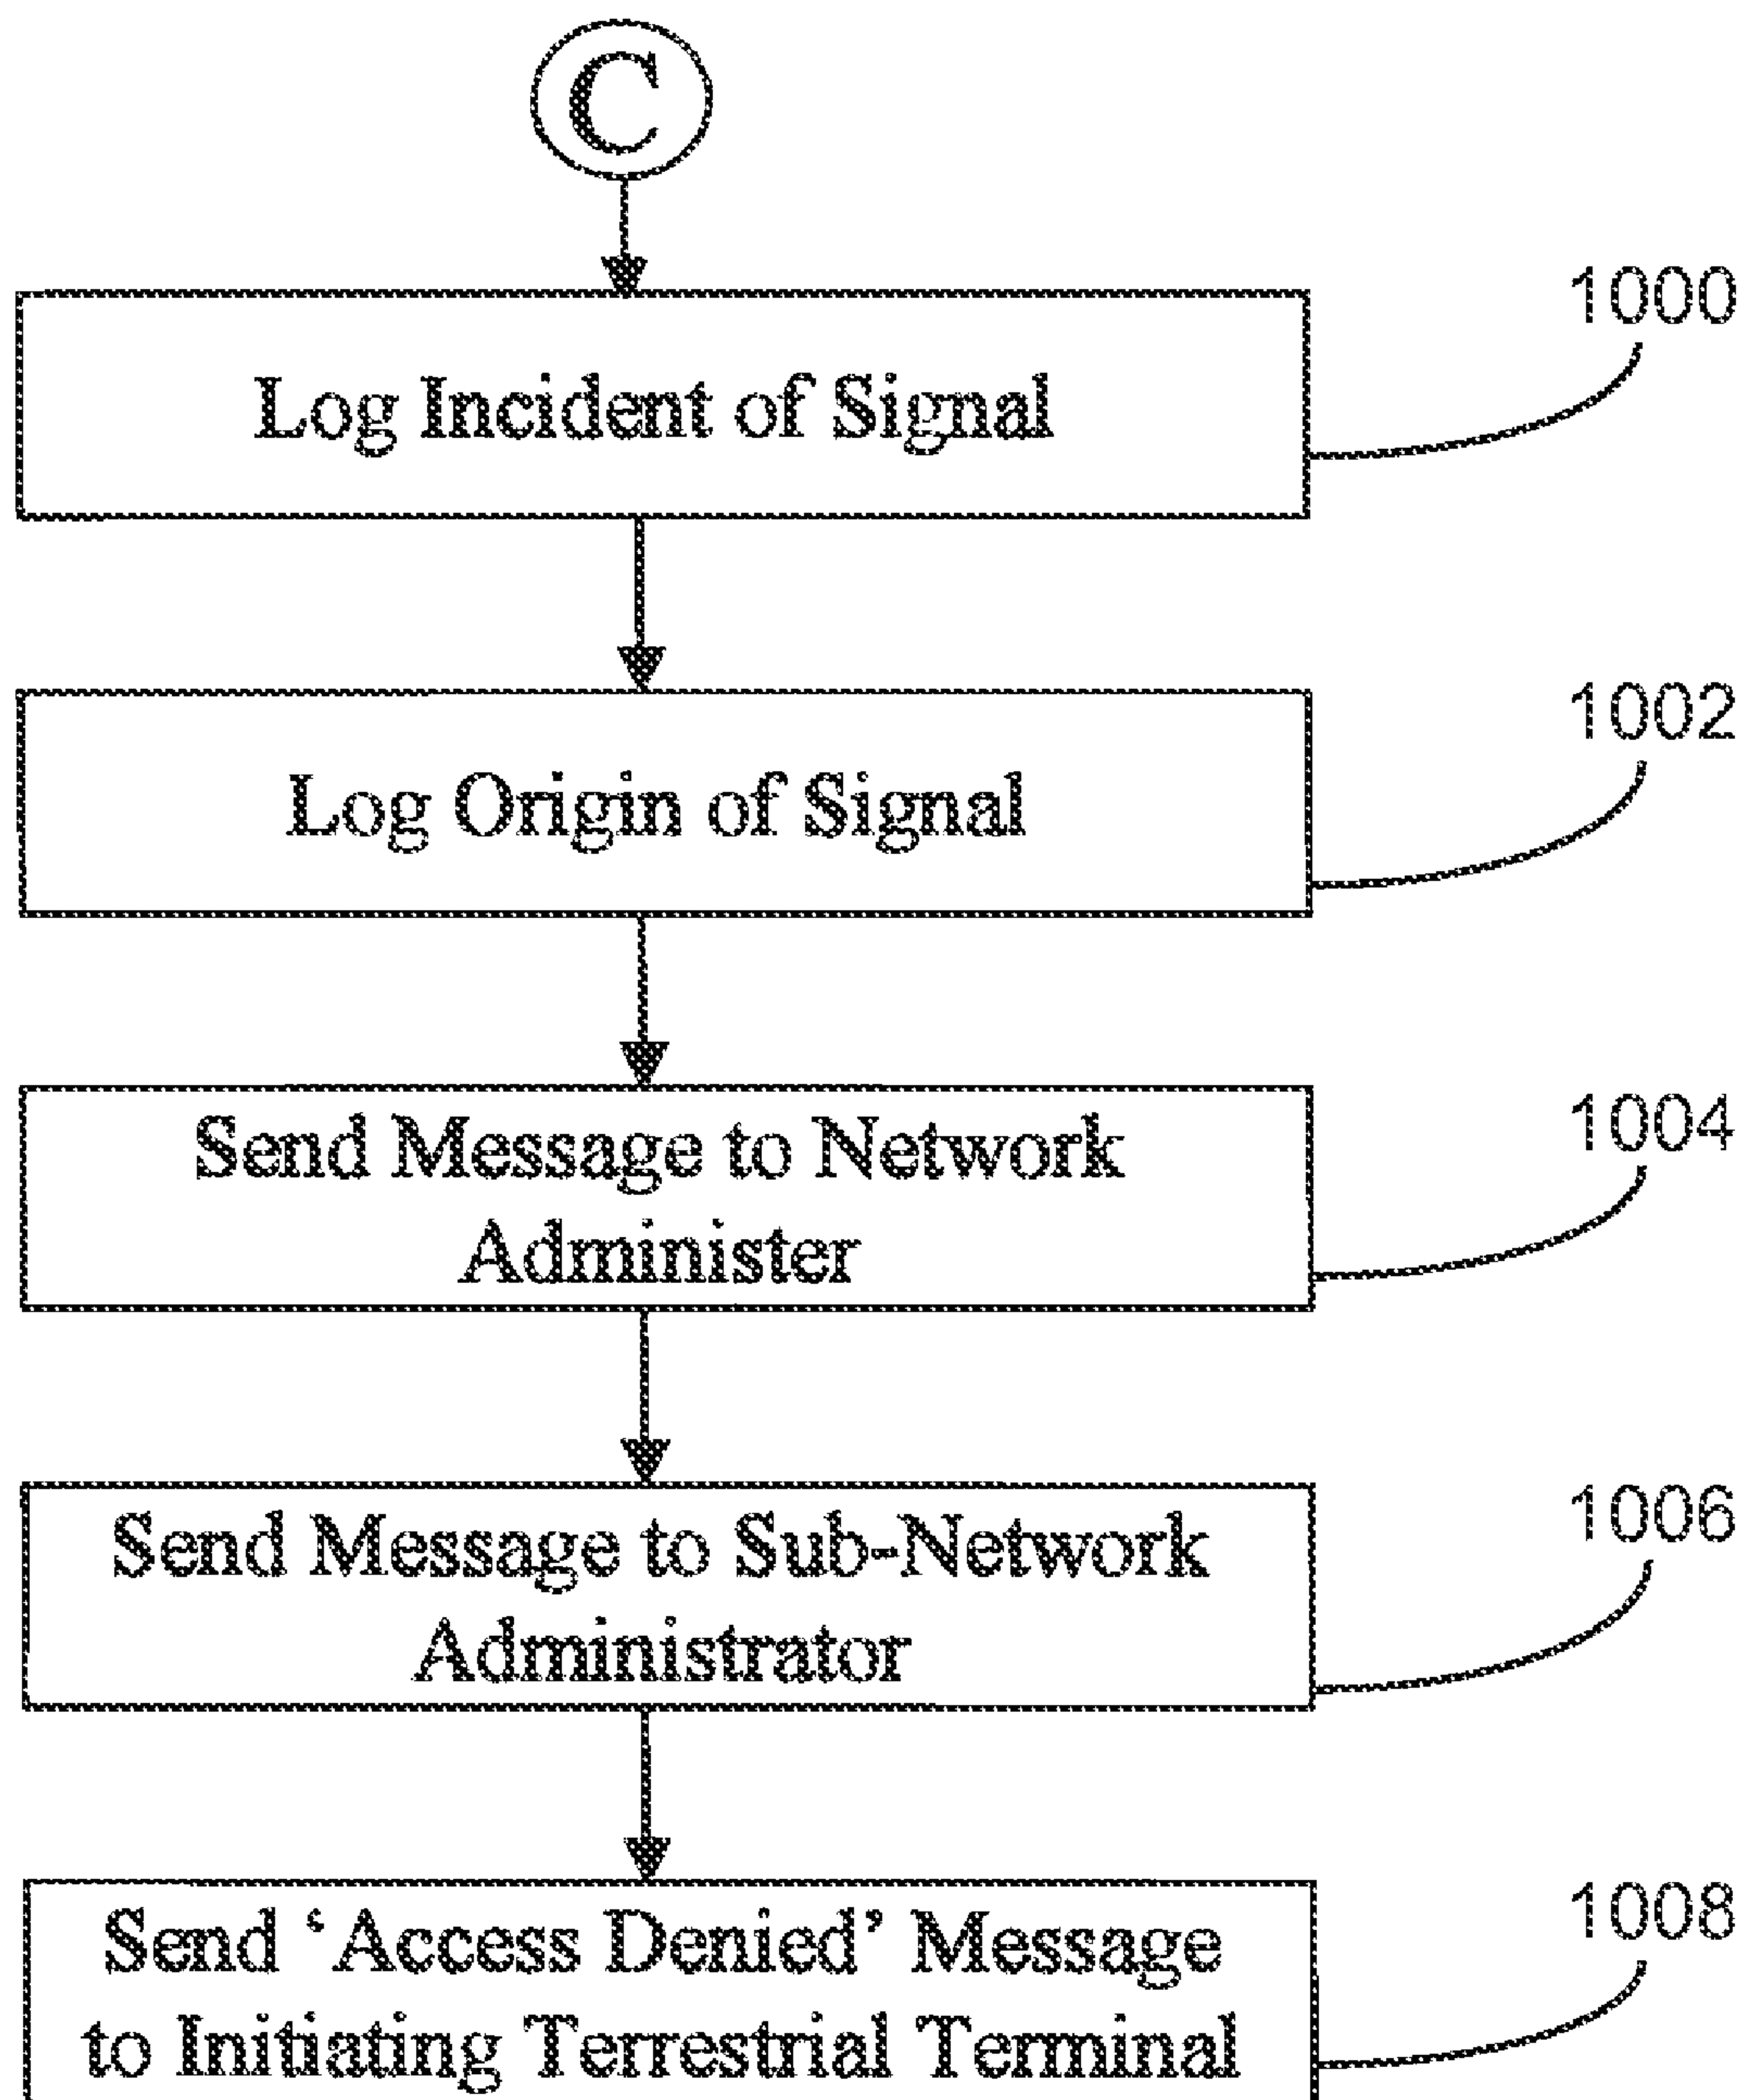 C
1000
Log Incident of Signal
1002
Log Origin of Signal
1004
Send Message to Network
Administer
1006
Send Message to Sub-Network
Administrator
1008
Send ‘Access Denied’ Message
to Initiating Terrestrial Terminal